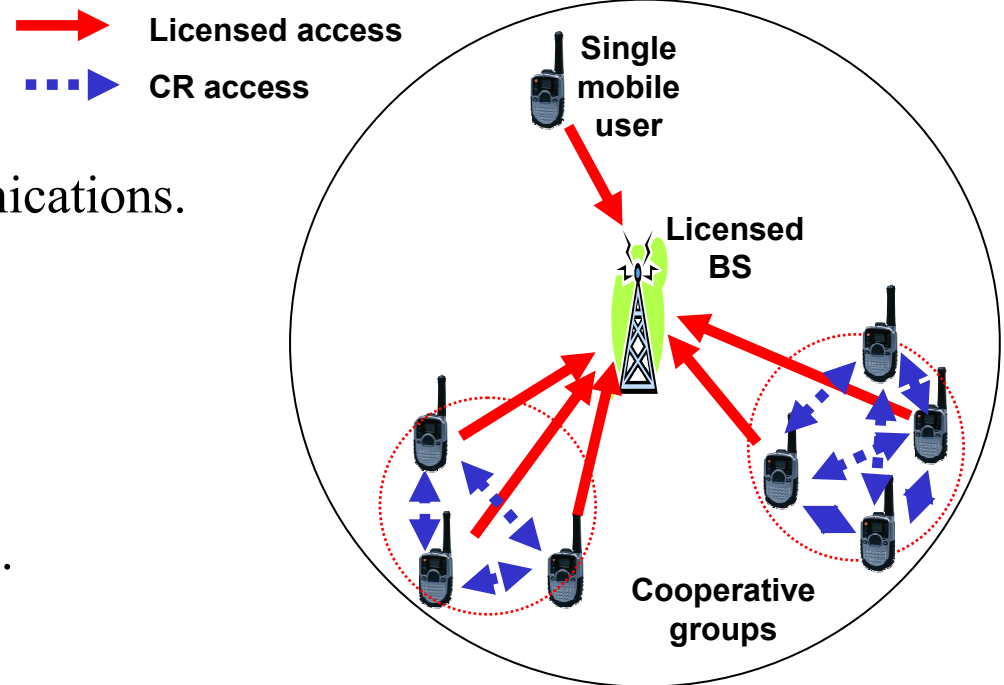 Licensed access
CR access
Single
mobile
user
nications.
Licensed
BS
.
Cooperative
groups